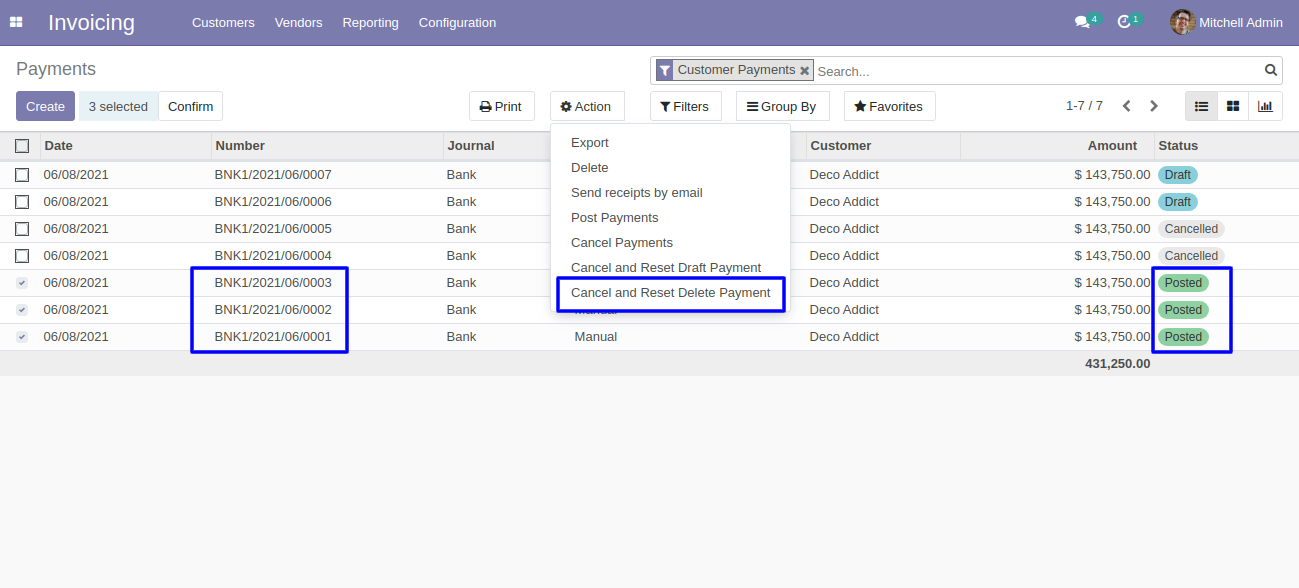 Invoicing Customers Vendors Reporting Configuration 4 1 Mitchell Admin
Payments Customer Payments Search...
Create 3 selected Confirm Print Action Filters Group By Favorites 1-7 / 7
Date Number Journal Customer Amount Status
Export
Delete
Send receipts by email
Post Payments
Cancel Payments
Cancel and Reset Draft Payment
Cancel and Reset Delete Payment
06/08/2021 BNK1/2021/06/0007 Bank Deco Addict $ 143,750.00 Draft
06/08/2021 BNK1/2021/06/0006 Bank Deco Addict $ 143,750.00 Draft
06/08/2021 BNK1/2021/06/0005 Bank Deco Addict $ 143,750.00 Cancelled
06/08/2021 BNK1/2021/06/0004 Bank Deco Addict $ 143,750.00 Cancelled
06/08/2021 BNK1/2021/06/0003 Bank Deco Addict $ 143,750.00 Posted
06/08/2021 BNK1/2021/06/0002 Bank Manual Deco Addict $ 143,750.00 Posted
06/08/2021 BNK1/2021/06/0001 Bank Manual Deco Addict $ 143,750.00 Posted
431,250.00